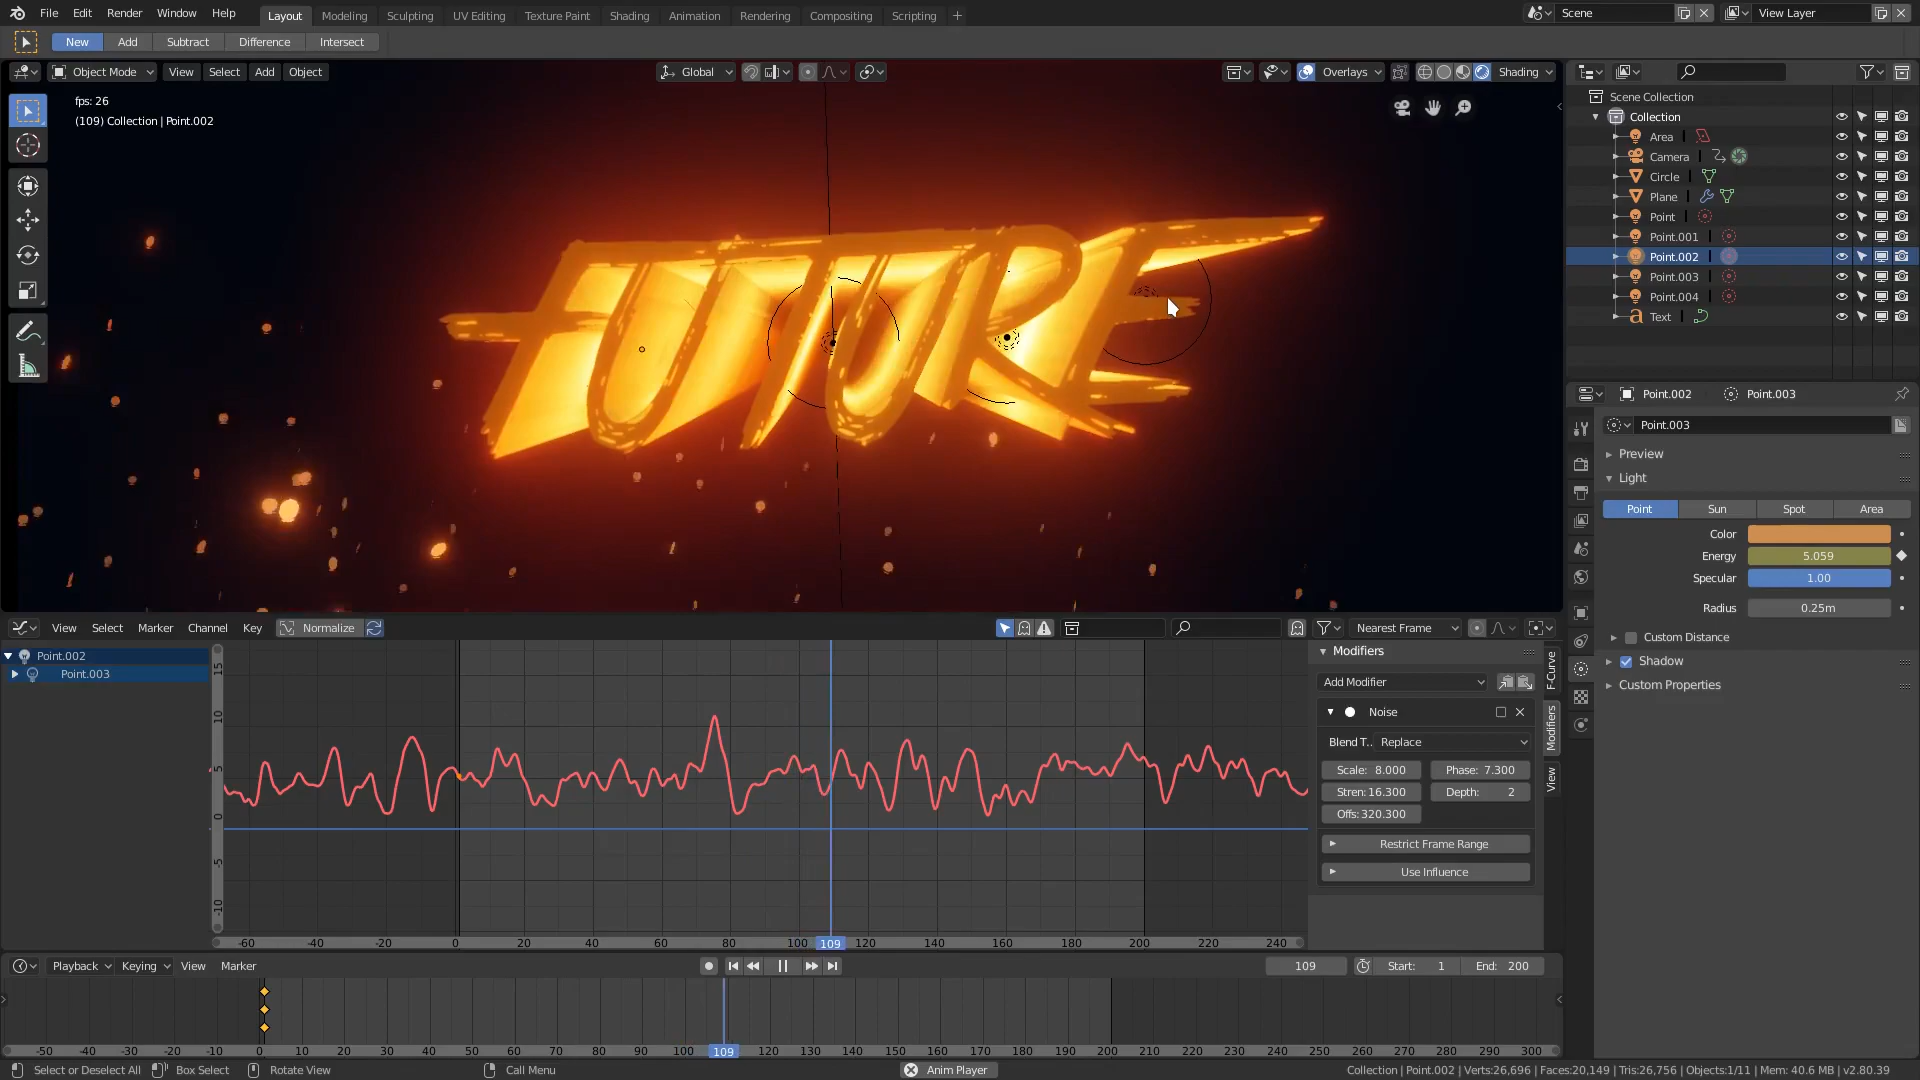 File Edit Render Window Help Layout Modeling Sculpting UV Editing Texture Paint Shading Animation Rendering Compositing Scripting + Scene View Layer
New Add Subtract Difference Intersect
Object Mode View Select Add Object Global Overlays Shading
fps: 26
(109) Collection | Point.002
FUTURE
Scene Collection
Collection
Area
Camera
Circle
Plane
Point
Point.001
Point.002
Point.003
Point.004
Text
Point.002 Point.003
Point.003
Preview
Light
Point Sun Spot Area
Color
Energy 5.059
Specular 1.00
Radius 0.25m
Custom Distance
Shadow
Custom Properties
View Select Marker Channel Key Normalize Nearest Frame
Point.002
Point.003
15
10
5
0
-5
-10
-60 -40 -20 0 20 40 60 80 100 109 120 140 160 180 200 220 240
Modifiers
Add Modifier
Noise
Blend T.. Replace
Scale: 8.000 Phase: 7.300
Stren: 16.300 Depth: 2
Offs: 320.300
Restrict Frame Range
Use Influence
F-Curve
Modifiers
View
Playback Keying View Marker 109 Start: 1 End: 200
-50 -40 -30 -20 -10 0 10 20 30 40 50 60 70 80 90 100 109 120 130 140 150 160 170 180 190 200 210 220 230 240 250 260 270 280 290 300
Select or Deselect All Box Select Rotate View Call Menu Anim Player Collection | Point.002 | Verts:26,696 | Faces:20,149 | Tris:26,756 | Objects:1/11 | Mem: 40.6 MB | v2.80.39